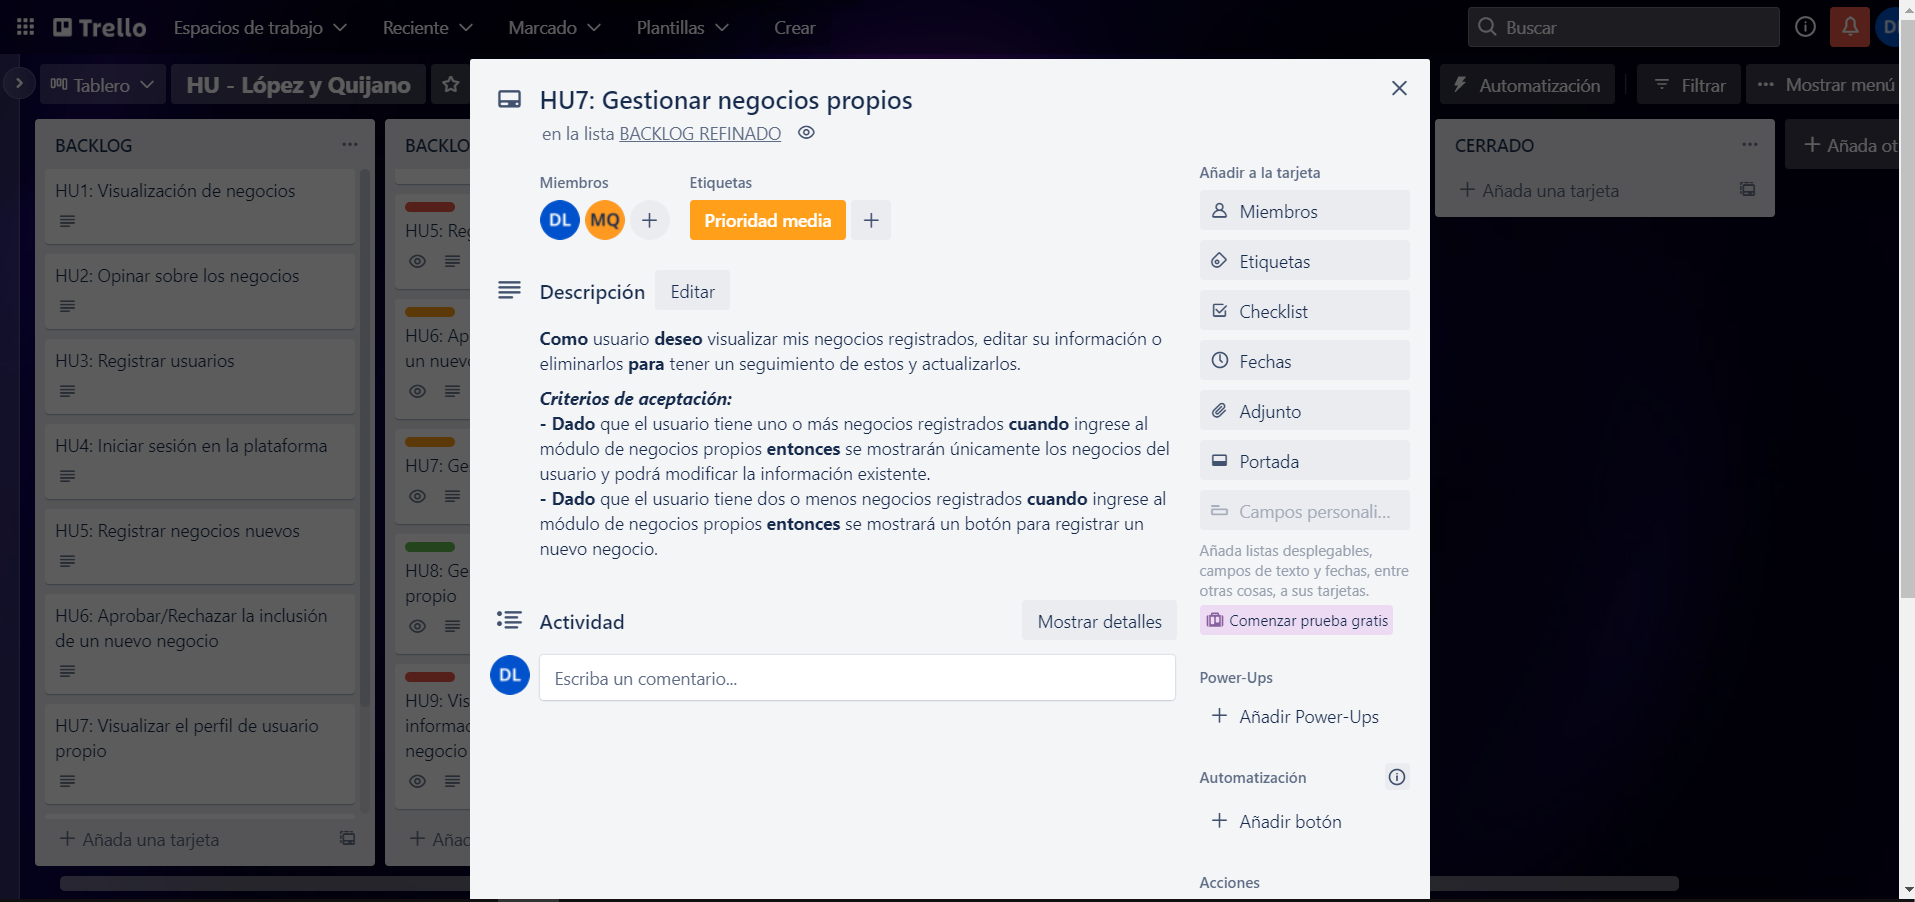 Trello
Espacios de trabajo
Reciente
Marcado
Plantillas
Crear
Buscar
Tablero
HU - López y Quijano
Automatización
Filtrar
Mostrar menú
BACKLOG
HU1: Visualización de negocios
HU2: Opinar sobre los negocios
HU3: Registrar usuarios
HU4: Iniciar sesión en la plataforma
HU5: Registrar negocios nuevos
HU6: Aprobar/Rechazar la inclusión
de un nuevo negocio
HU7: Visualizar el perfil de usuario
propio
Añada una tarjeta
HU5:
HU6:
un
HU7:
HU8:
propio
HU9:
negocio
HU7: Gestionar negocios propios
en la lista BACKLOG REFINADO
Miembros
DL MQ
Etiquetas
Prioridad media
Descripción
Editar
Como usuario deseo visualizar mis negocios registrados, editar su información o
eliminarlos para tener un seguimiento de estos y actualizarlos.
Criterios de aceptación:
- Dado que el usuario tiene uno o más negocios registrados cuando ingrese al
módulo de negocios propios entonces se mostrarán únicamente los negocios del
usuario y podrá modificar la información existente.
- Dado que el usuario tiene dos o menos negocios registrados cuando ingrese al
módulo de negocios propios entonces se mostrará un botón para registrar un
nuevo negocio.
Actividad
Mostrar detalles
DL
Escriba un comentario...
Añadir a la tarjeta
Miembros
Etiquetas
Checklist
Fechas
Adjunto
Portada
Campos personali...
Añada listas desplegables,
campos de texto y fechas, entre
otras cosas, a sus tarjetas.
Comenzar prueba gratis
Power-Ups
Añadir Power-Ups
Automatización
Añadir botón
Acciones
CERRADO
Añada una tarjeta
Añada